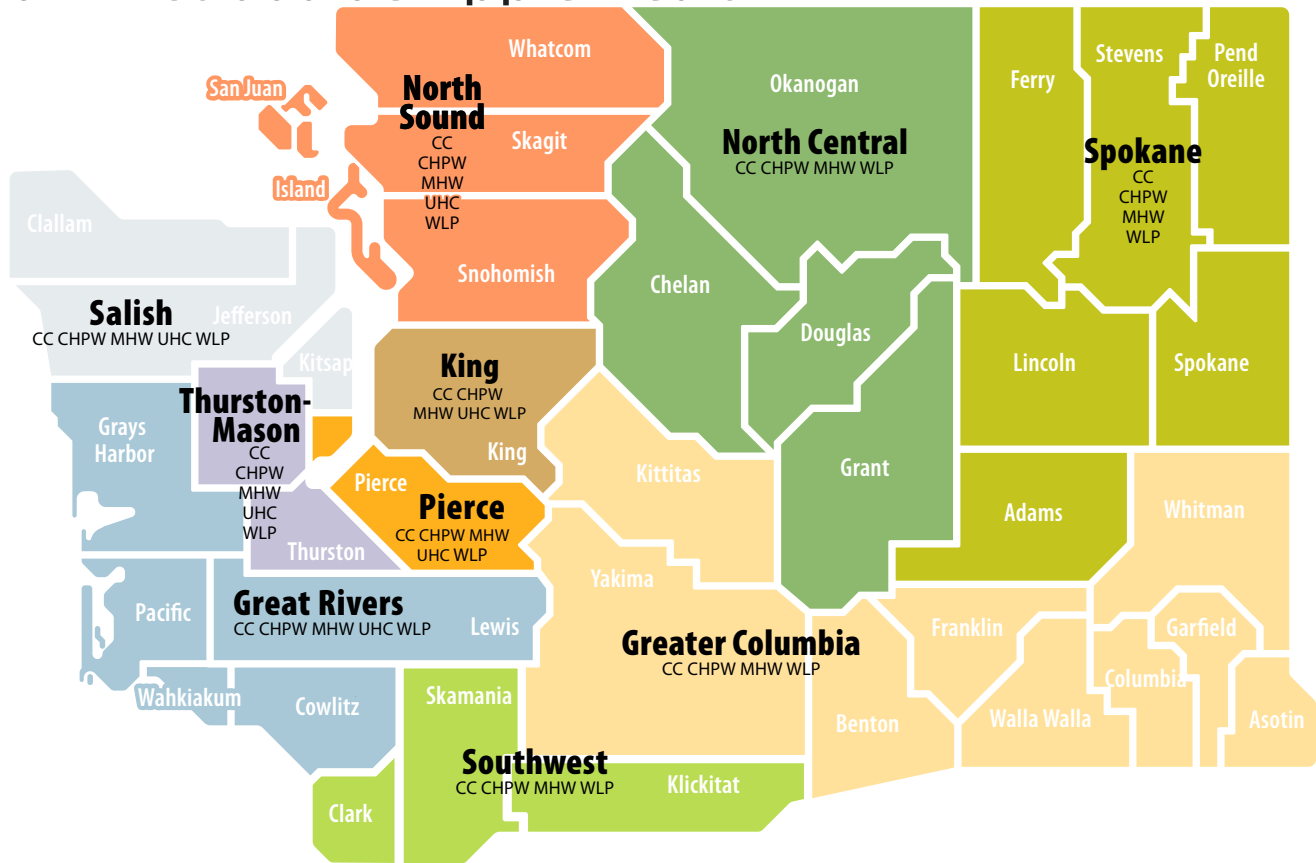 Whatcom
San Juan
North
Sound
CC
CHPW
MHW
UHC
WLP
Skagit
Island
Snohomish
Okanogan
North Central
CC CHPW MHW WLP
Chelan
Douglas
Grant
Ferry
Stevens
Pend
Oreille
Spokane
CC
CHPW
MHW
WLP
Lincoln
Spokane
Adams
Clallam
Salish
CC CHPW MHW UHC WLP
Jefferson
Kitsap
King
CC CHPW
MHW UHC WLP
King
Thurston-
Mason
CC
CHPW
MHW
UHC
WLP
Thurston
Grays
Harbor
Pierce
Pierce
CC CHPW MHW
UHC WLP
Pacific
Great Rivers
CC CHPW MHW UHC WLP
Lewis
Wahkiakum
Cowlitz
Kittitas
Yakima
Greater Columbia
CC CHPW MHW WLP
Whitman
Franklin
Garfield
Columbia
Benton
Walla Walla
Asotin
Skamania
Southwest
CC CHPW MHW WLP
Klickitat
Clark